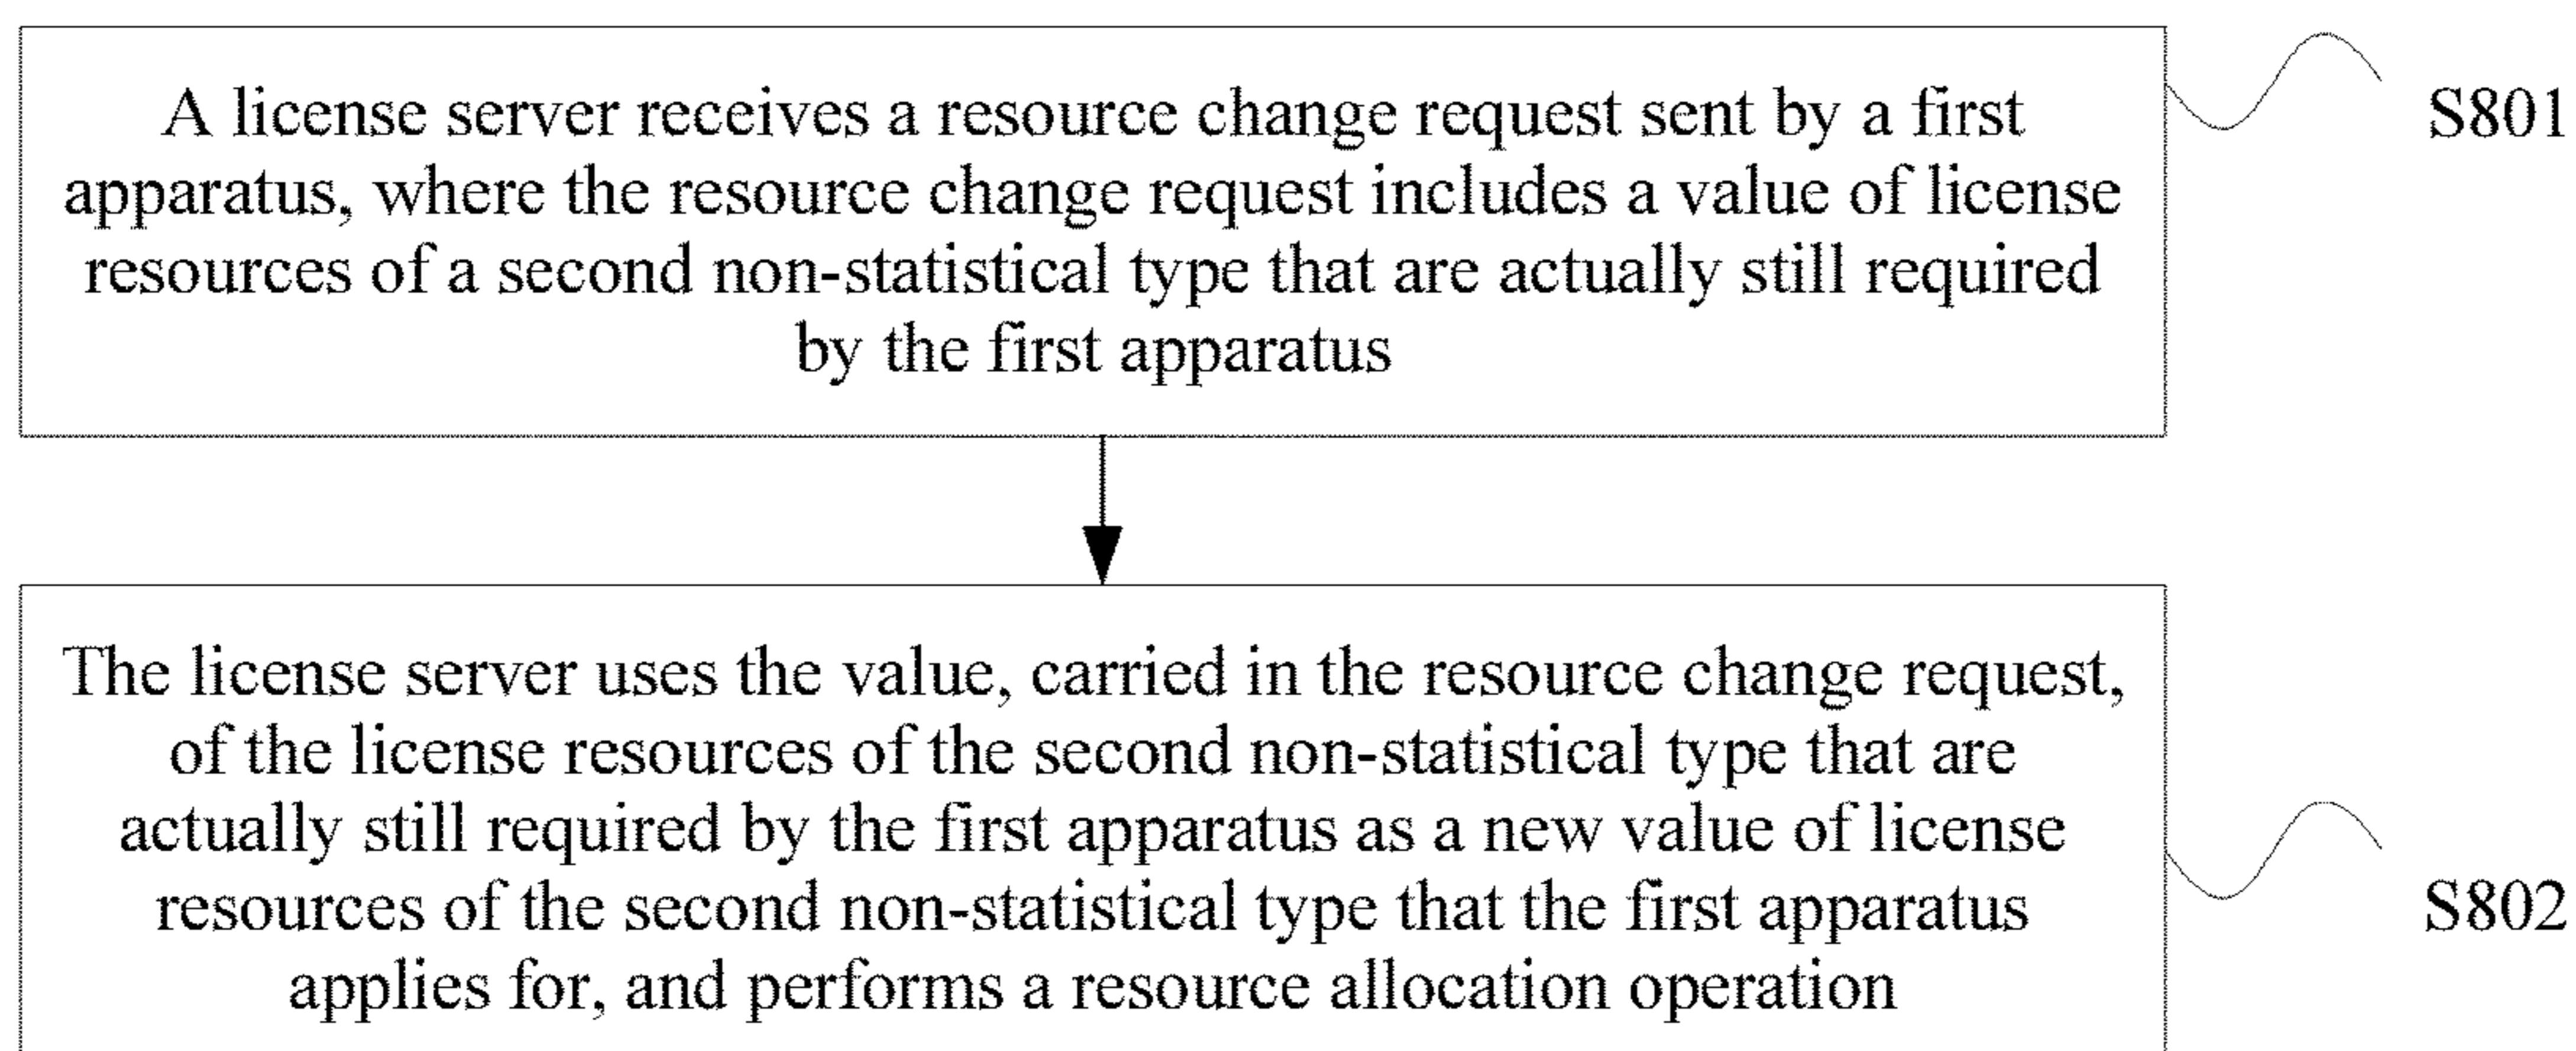 A license server receives a resource change request sent by a first
apparatus, where the resource change request includes a value of license
resources of a second non-statistical type that are actually still required
by the first apparatus
S801
The license server uses the value, carried in the resource change request,
of the license resources of the second non-statistical type that are
actually still required by the first apparatus as a new value of license
resources of the second non-statistical type that the first apparatus
applies for, and performs a resource allocation operation
S802